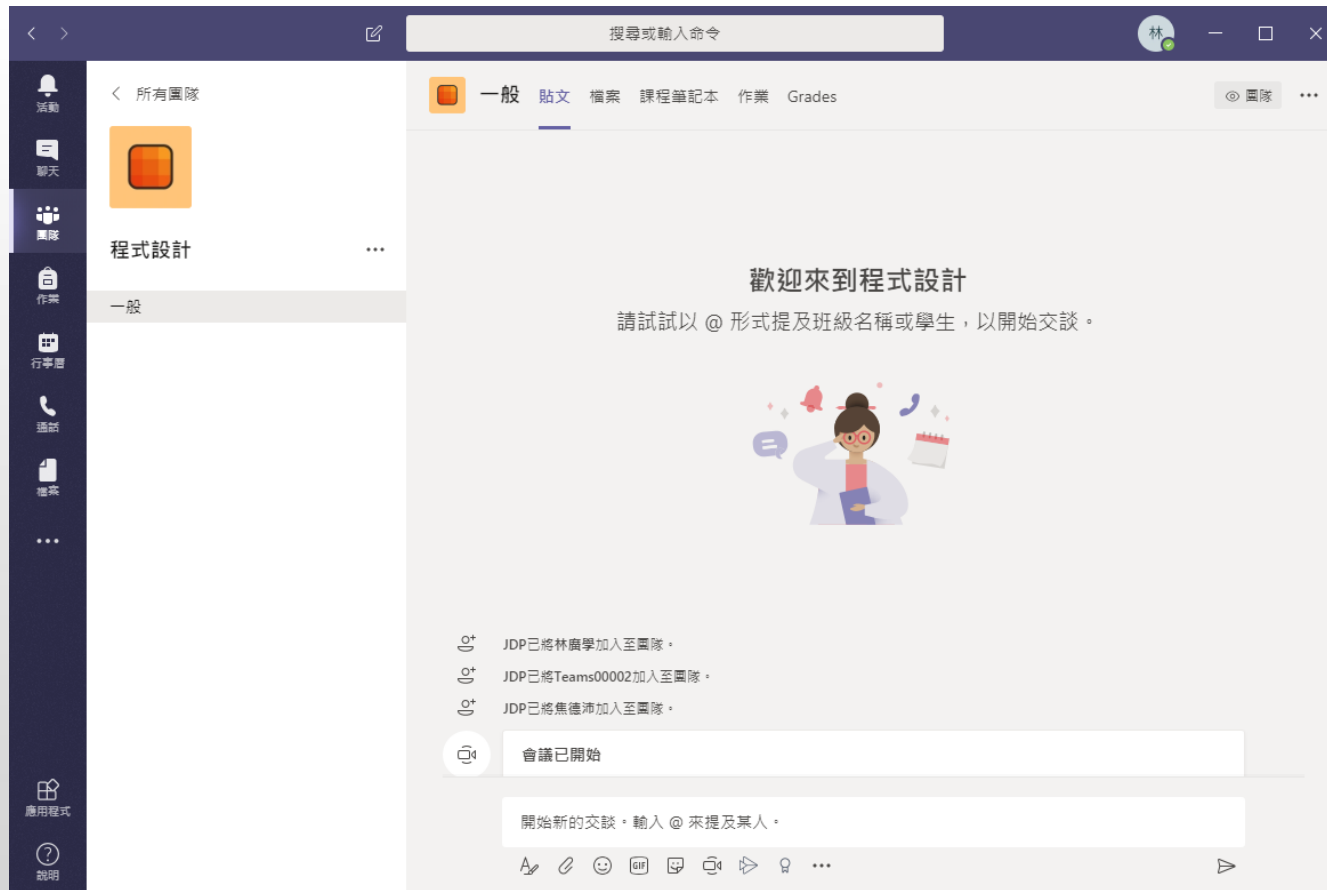 搜尋或輸入命令
林
活動
聊天
團隊
作業
行事曆
通話
檔案
應用程式
說明
所有團隊
程式設計
一般
一般 貼文 檔案 課程筆記本 作業 Grades
團隊
歡迎來到程式設計
請試試以 @ 形式提及班級名稱或學生，以開始交談。
JDP已將林廣學加入至團隊。
JDP已將Teams00002加入至團隊。
JDP已將焦德沛加入至團隊。
會議已開始
開始新的交談。輸入 @ 來提及某人。
GIF